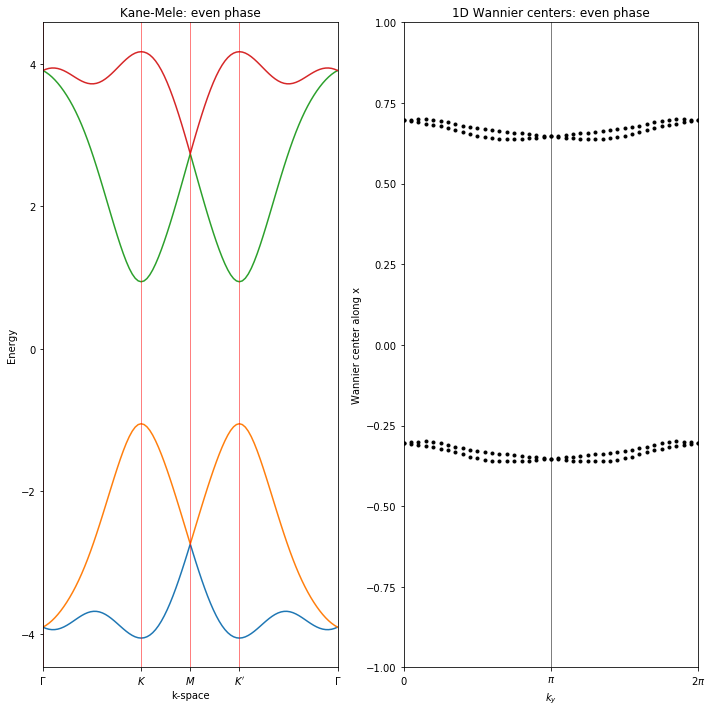 Kane-Mele: even phase
Energy
4
2
0
−2
−4
Γ
K
M
K′
Γ
k-space
1D Wannier centers: even phase
Wannier center along x
1.00
0.75
0.50
0.25
0.00
−0.25
−0.50
−0.75
−1.00
0
π
2π
k_y